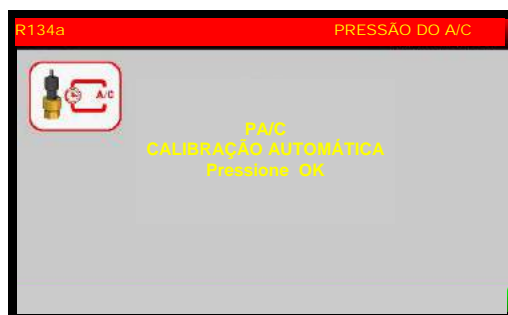 R134a PRESSÃO DO A/C
A/C
PA/C
CALIBRAÇÃO AUTOMÁTICA
Pressione OK